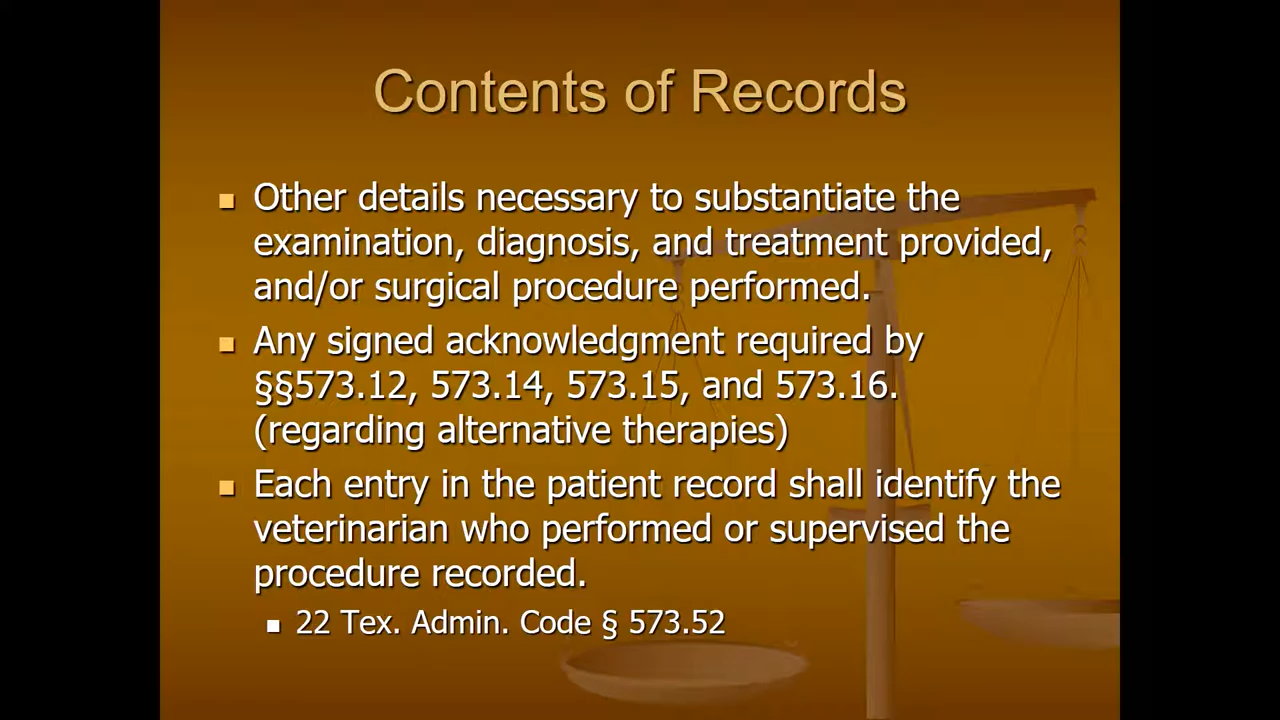 Contents of Records
Other details necessary to substantiate the
examination, diagnosis, and treatment provided,
and/or surgical procedure performed.
Any signed acknowledgment required by
§§573.12, 573.14, 573.15, and 573.16.
(regarding alternative therapies)
Each entry in the patient record shall identify the
veterinarian who performed or supervised the
procedure recorded.
22 Tex. Admin. Code § 573.52